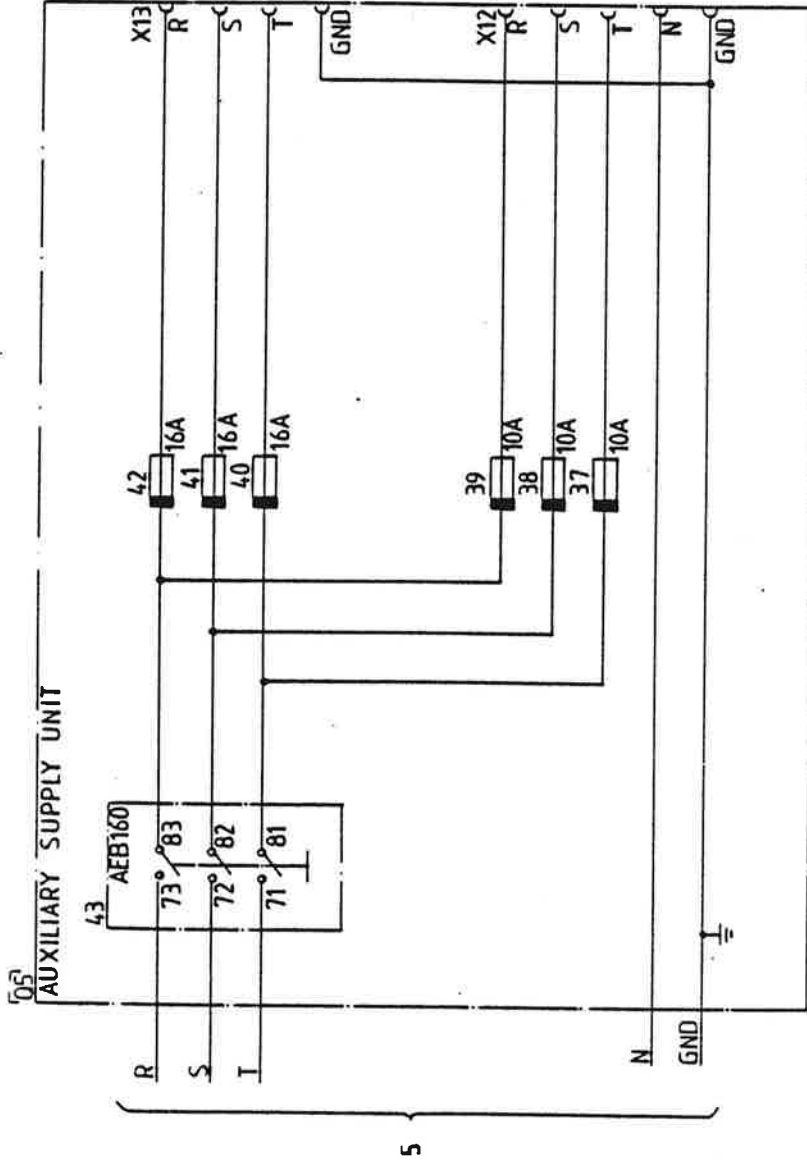 05
AUXILIARY SUPPLY UNIT
43
AEB160
R
73
83
42
16A
X13
R
S
72
82
41
16A
S
T
71
81
40
16A
T
GND
39
10A
X12
R
38
10A
S
37
10A
T
N
N
GND
GND
5